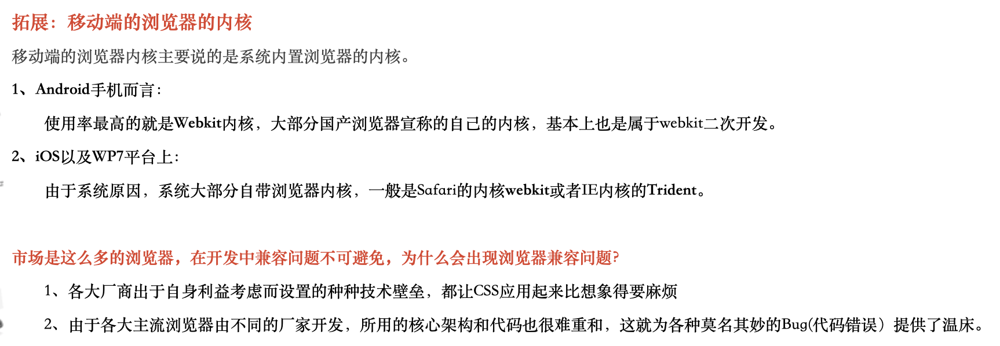 拓展：移动端的浏览器的内核
移动端的浏览器内核主要说的是系统内置浏览器的内核。
1、Android手机而言：
使用率最高的就是Webkit内核，大部分国产浏览器宣称的自己的内核，基本上也是属于webkit二次开发。
2、iOS以及WP7平台上：
由于系统原因，系统大部分自带浏览器内核，一般是Safari的内核webkit或者IE内核的Trident。
市场是这么多的浏览器，在开发中兼容问题不可避免，为什么会出现浏览器兼容问题?
1、各大厂商出于自身利益考虑而设置的种种技术壁垒，都让CSS应用起来比想象得要麻烦
2、由于各大主流浏览器由不同的厂家开发，所用的核心架构和代码也很难重和，这就为各种莫名其妙的Bug(代码错误）提供了温床。